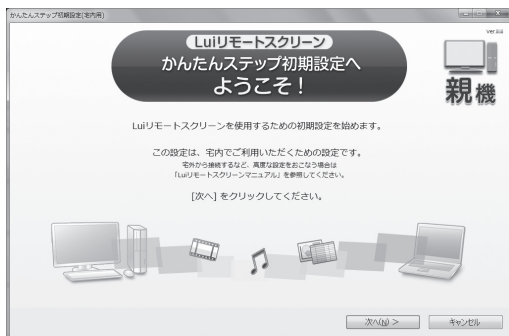 かんたんステップ初期設定(宅内用)
Luiリモートスクリーン
かんたんステップ初期設定へ
ようこそ！
親機
Luiリモートスクリーンを使用するための初期設定を始めます。
この設定は、宅内でご利用いただくための設定です。
宅外から接続するなど、高度な設定をおこなう場合は
「Luiリモートスクリーンマニュアル」を参照してください。
[次へ] をクリックしてください。
次へ(N) >
キャンセル